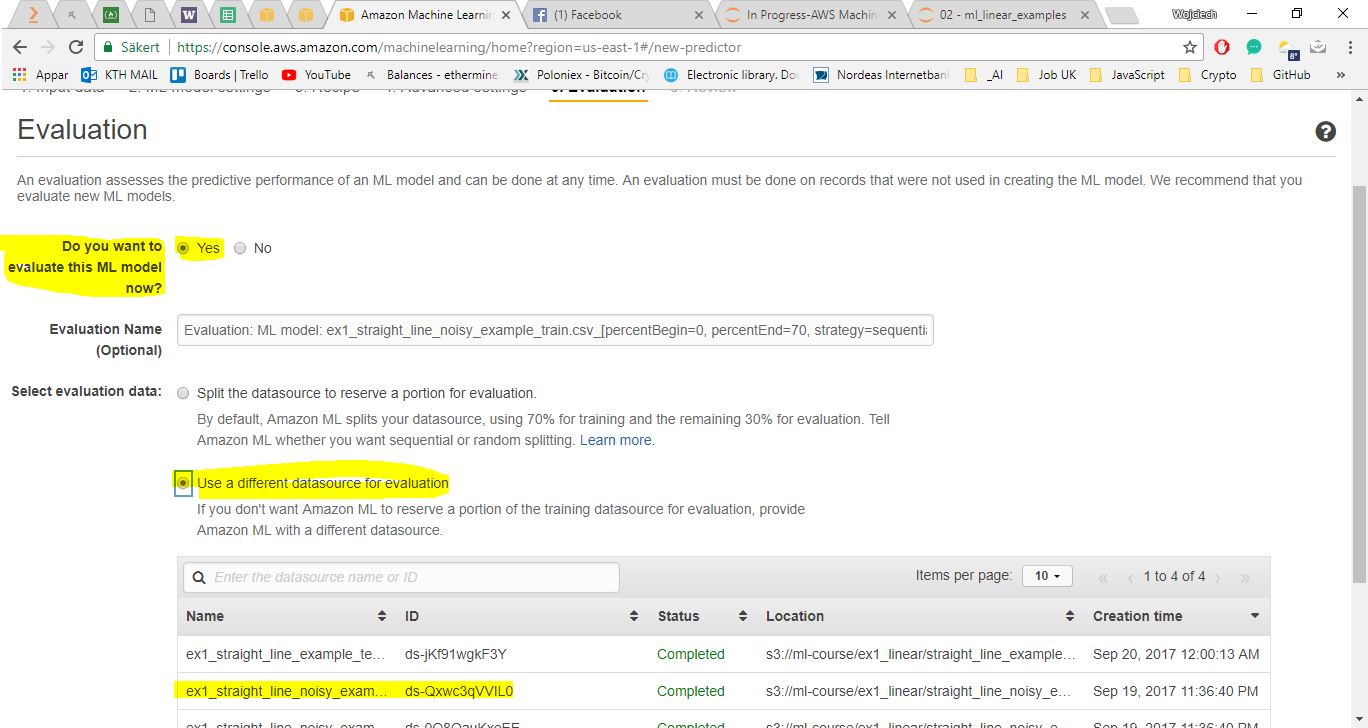 Amazon Machine Learnin
(1) Facebook
In Progress-AWS Machin
02 - ml_linear_examples
Wojciech
Säkert
https://console.aws.amazon.com/machinelearning/home?region=us-east-1#/new-predictor
Appar
KTH MAIL
Boards | Trello
YouTube
Balances - ethermine.
Poloniex - Bitcoin/Cry
Electronic library. Dov
Nordeas Internetbank
_AI
Job UK
JavaScript
Crypto
GitHub
»
1. Input data 2. ML model settings 3. Recipe 4. Advanced settings 5. Evaluation 6. Review
Evaluation
An evaluation assesses the predictive performance of an ML model and can be done at any time. An evaluation must be done on records that were not used in creating the ML model. We recommend that you
evaluate new ML models.
Do you want to
evaluate this ML model
now?
Yes No
Evaluation Name
(Optional)
Evaluation: ML model: ex1_straight_line_noisy_example_train.csv_[percentBegin=0, percentEnd=70, strategy=sequentia
Select evaluation data:
Split the datasource to reserve a portion for evaluation.
By default, Amazon ML splits your datasource, using 70% for training and the remaining 30% for evaluation. Tell
Amazon ML whether you want sequential or random splitting. Learn more.
Use a different datasource for evaluation
If you don't want Amazon ML to reserve a portion of the training datasource for evaluation, provide
Amazon ML with a different datasource.
Enter the datasource name or ID
Items per page: 10 « ‹ 1 to 4 of 4 › »
Name ID Status Location Creation time
ex1_straight_line_example_te… ds-jKf91wgkF3Y Completed s3://ml-course/ex1_linear/straight_line_example… Sep 20, 2017 12:00:13 AM
ex1_straight_line_noisy_exam… ds-Qxwc3qVVIL0 Completed s3://ml-course/ex1_linear/straight_line_noisy_e… Sep 19, 2017 11:36:40 PM
ex1_straight_line_noisy_exam… Completed s3://ml-course/ex1_linear/straight_line_noisy_e… Sep 19, 2017 11:36:40 PM